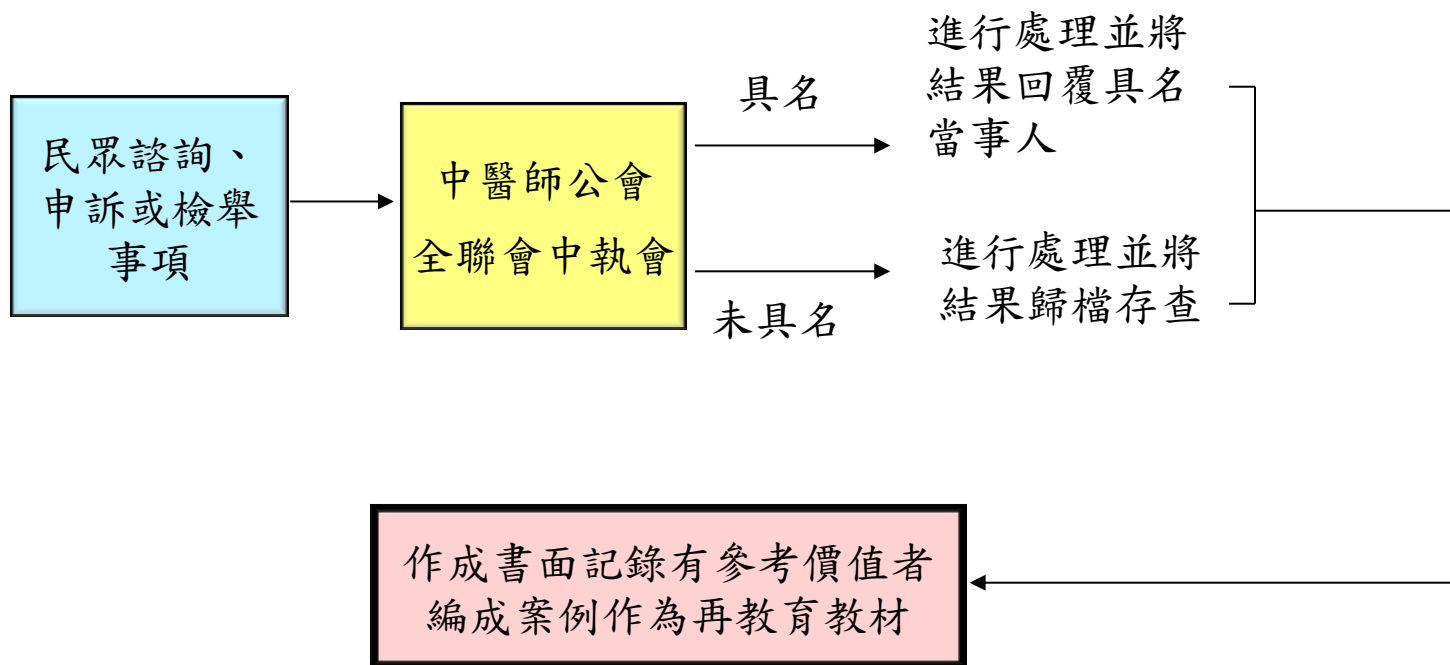 民眾諮詢、
申訴或檢舉
事項
中醫師公會
全聯會中執會
具名
進行處理並將
結果回覆具名
當事人
未具名
進行處理並將
結果歸檔存查
作成書面記錄有參考價值者
編成案例作為再教育教材